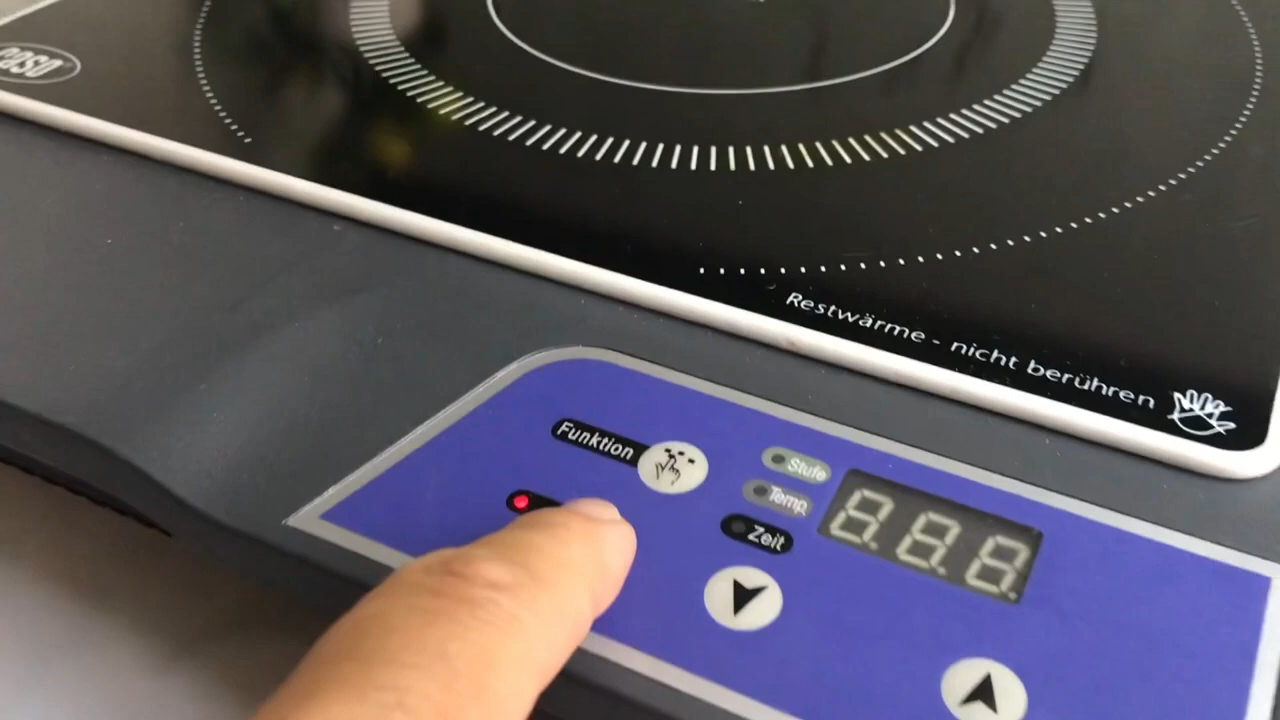 caso
Restwärme - nicht berühren
Funktion
Stufe
Temp.
Zeit
8.8.8.